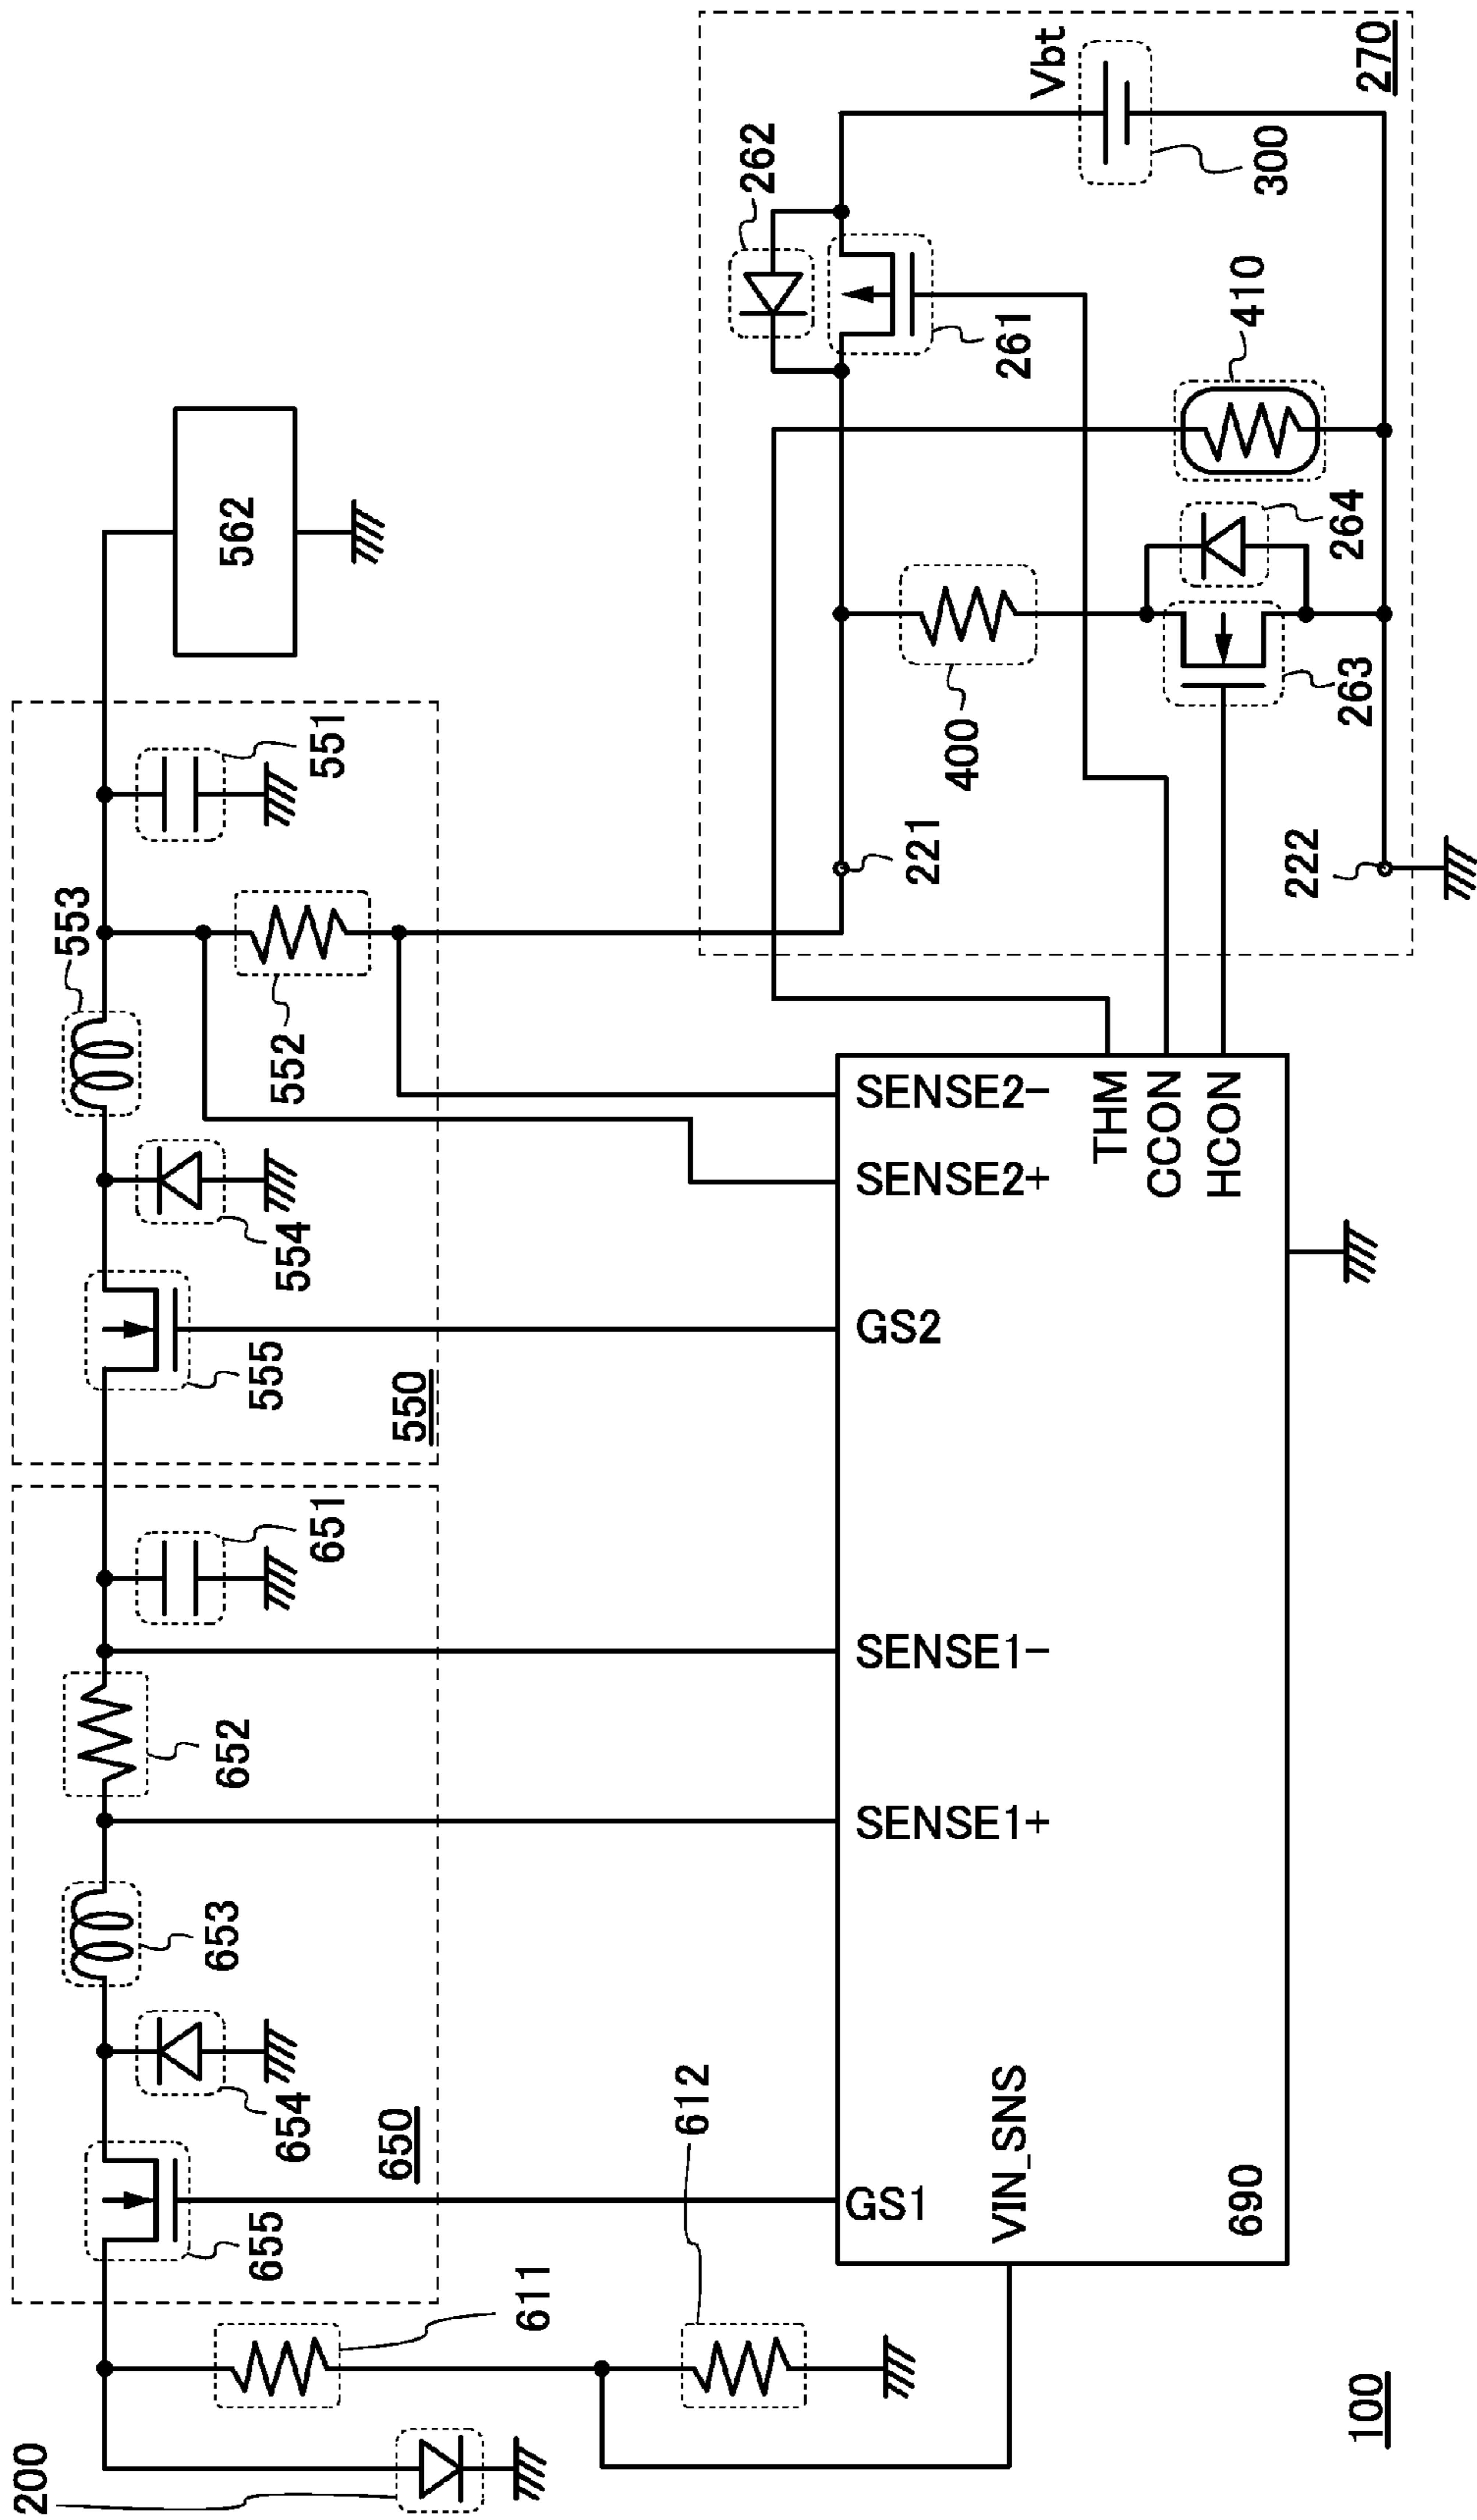 200
611
612
655
654
650
653
652
651
555
554
550
553
552
551
562
GS1
SENSE1+
SENSE1-
GS2
SENSE2+
SENSE2-
VIN_SNS
THM
CCON
HCON
690
221
222
400
263
264
410
261
262
Vbt
300
270
100